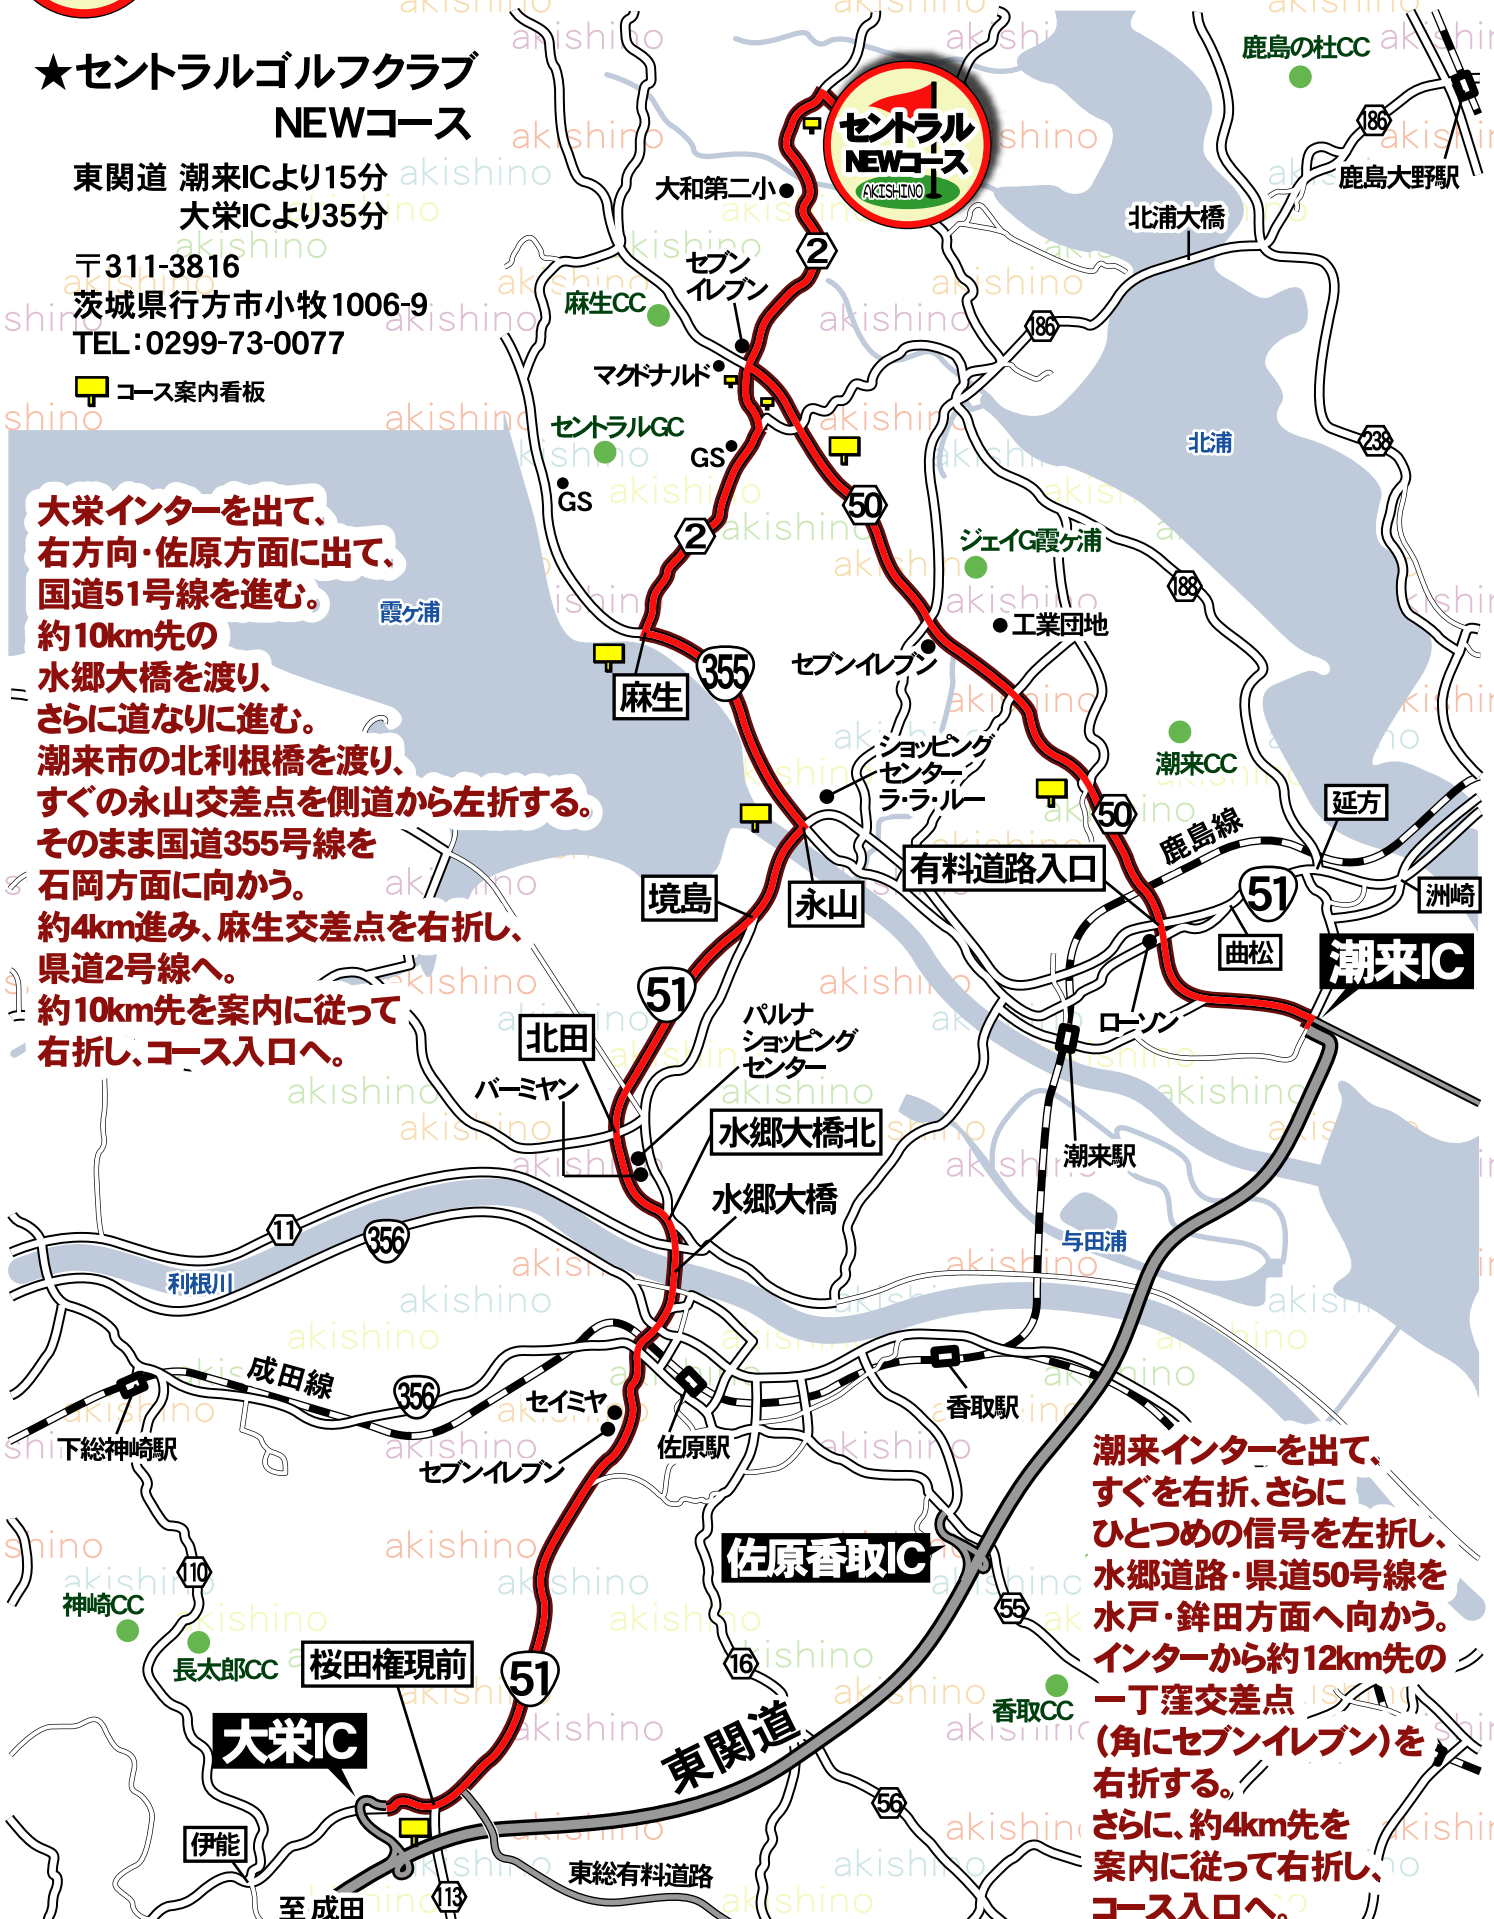 ★セントラルゴルフクラブ
NEWコース
東関道 潮来ICより15分
大栄ICより35分
〒311-3816
茨城県行方市小牧1006-9
TEL：0299-73-0077
コース案内看板
セントラル
NEWコース
AKISHINO
鹿島の杜CC
186
鹿島大野駅
大和第二小
2
北浦大橋
セブン
イレブン
麻生CC
186
マクドナルド
セントラルGC
GS
GS
238
北浦
50
2
ジェイG霞ヶ浦
188
工業団地
セブンイレブン
霞ヶ浦
355
麻生
大栄インターを出て、
右方向・佐原方面に出て、
国道51号線を進む。
約10km先の
水郷大橋を渡り、
さらに道なりに進む。
潮来市の北利根橋を渡り、
すぐの永山交差点を側道から左折する。
そのまま国道355号線を
石岡方面に向かう。
約4km進み、麻生交差点を右折し、
県道2号線へ。
約10km先を案内に従って
右折し、コース入口へ。
ショッピング
センター
ラ・ラ・ルー
潮来CC
50
鹿島線
延方
有料道路入口
51
洲崎
境島
永山
曲松
潮来IC
51
ローソン
北田
パルナ
ショッピング
センター
バーミヤン
水郷大橋北
潮来駅
水郷大橋
11
356
与田浦
利根川
成田線
356
セイミヤ
香取駅
下総神崎駅
セブンイレブン
佐原駅
佐原香取IC
110
55
神崎CC
長太郎CC
桜田権現前
51
16
香取CC
大栄IC
東関道
56
伊能
東総有料道路
113
至 成田
潮来インターを出て、
すぐを右折、さらに
ひとつめの信号を左折し、
水郷道路・県道50号線を
水戸・鉾田方面へ向かう。
インターから約12km先の
一丁窪交差点
(角にセブンイレブン)を
右折する。
さらに、約4km先を
案内に従って右折し、
コース入口へ。
akishino